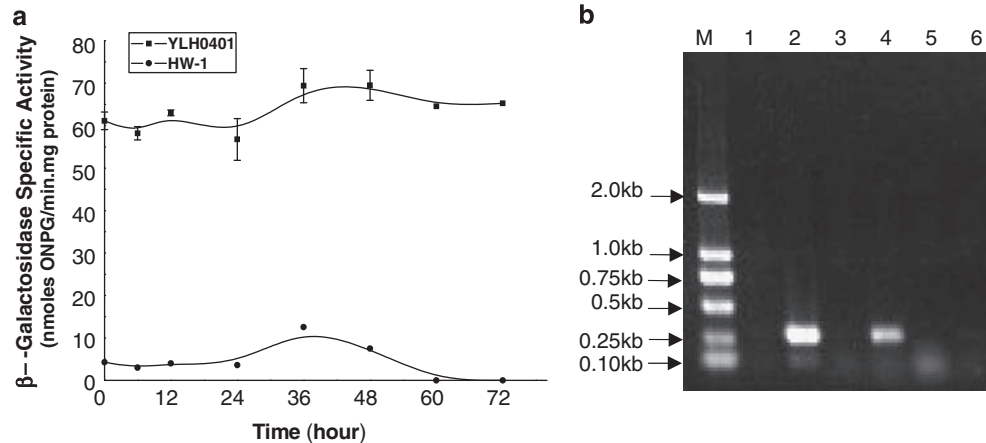 a
YLH0401
HW-1
β--Galactosidase Specific Activity
(nmoles ONPG/min.mg protein)
80
70
60
50
40
30
20
10
0
0 12 24 36 48 60 72
Time (hour)
b
M 1 2 3 4 5 6
2.0kb
1.0kb
0.75kb
0.5kb
0.25kb
0.10kb